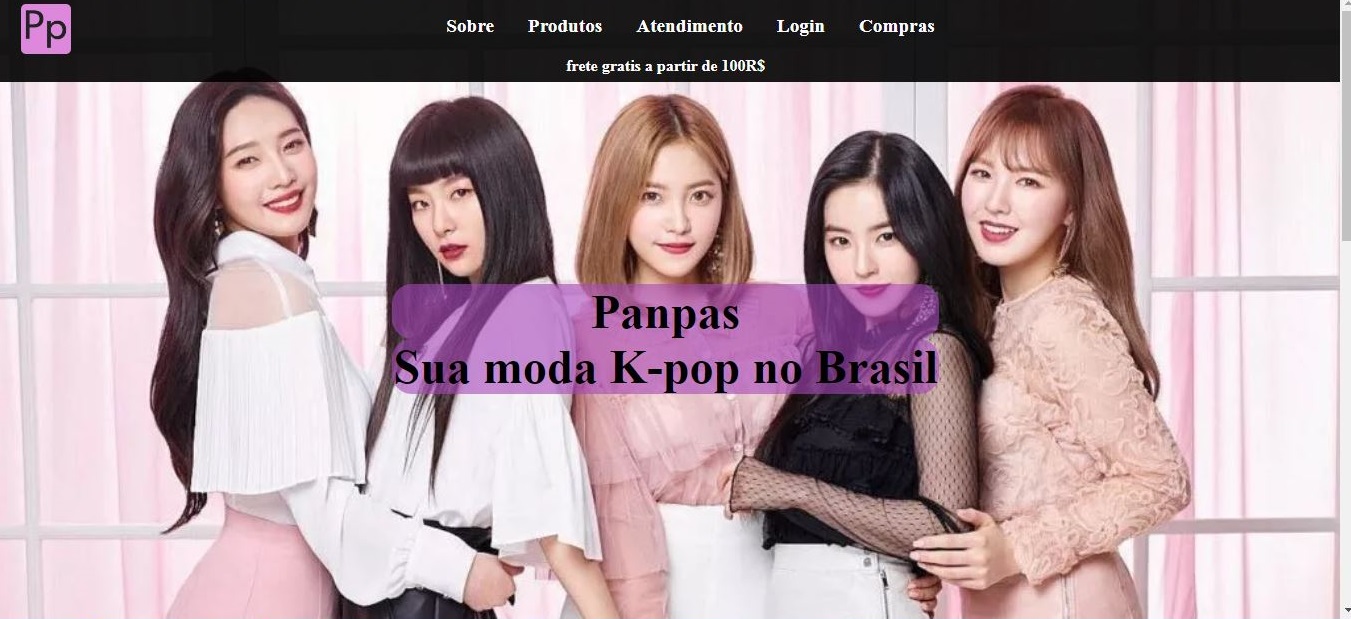 Pp
Sobre Produtos Atendimento Login Compras
frete gratis a partir de 100R$
Panpas
Sua moda K-pop no Brasil